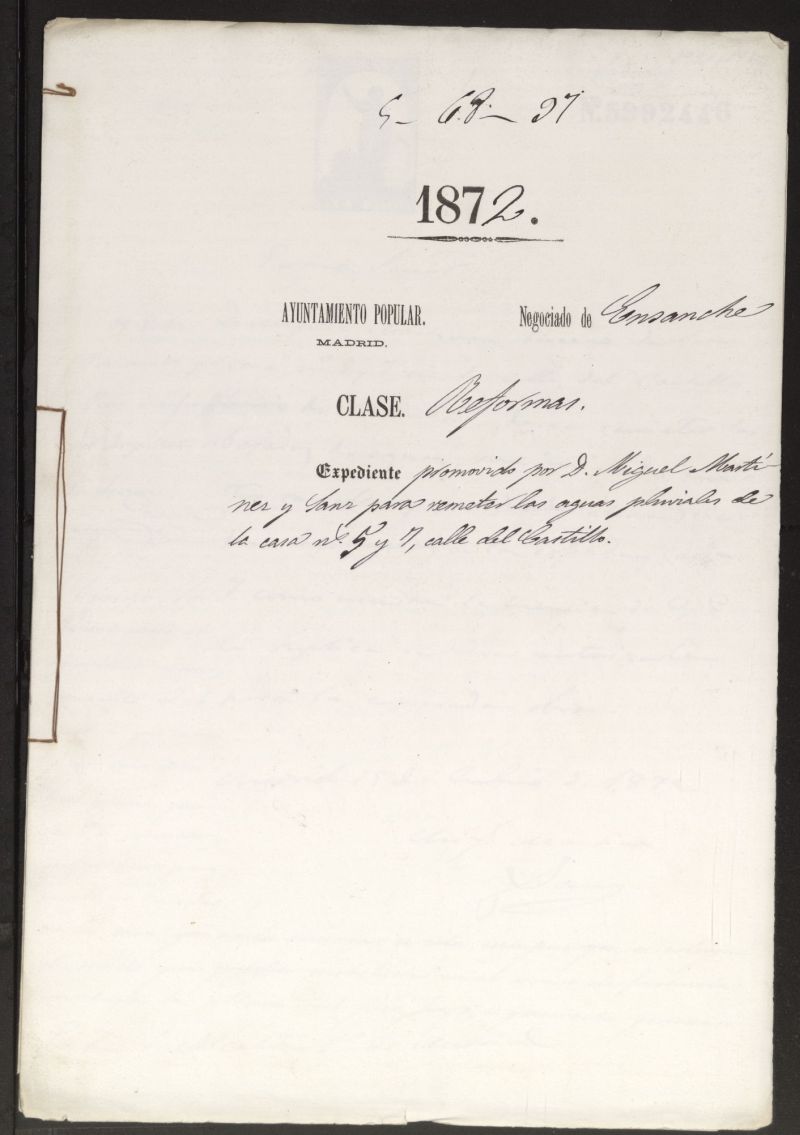 5- 68- 37
1872.
AYUNTAMIENTO POPULAR. Negociado de Ensanche
MADRID.
CLASE. Reformas.
Expediente promovido por D. Miguel Martí-
nez y Sanz para remeter las aguas pluviales de
la casa nº 5 y 7, calle del Castillo.